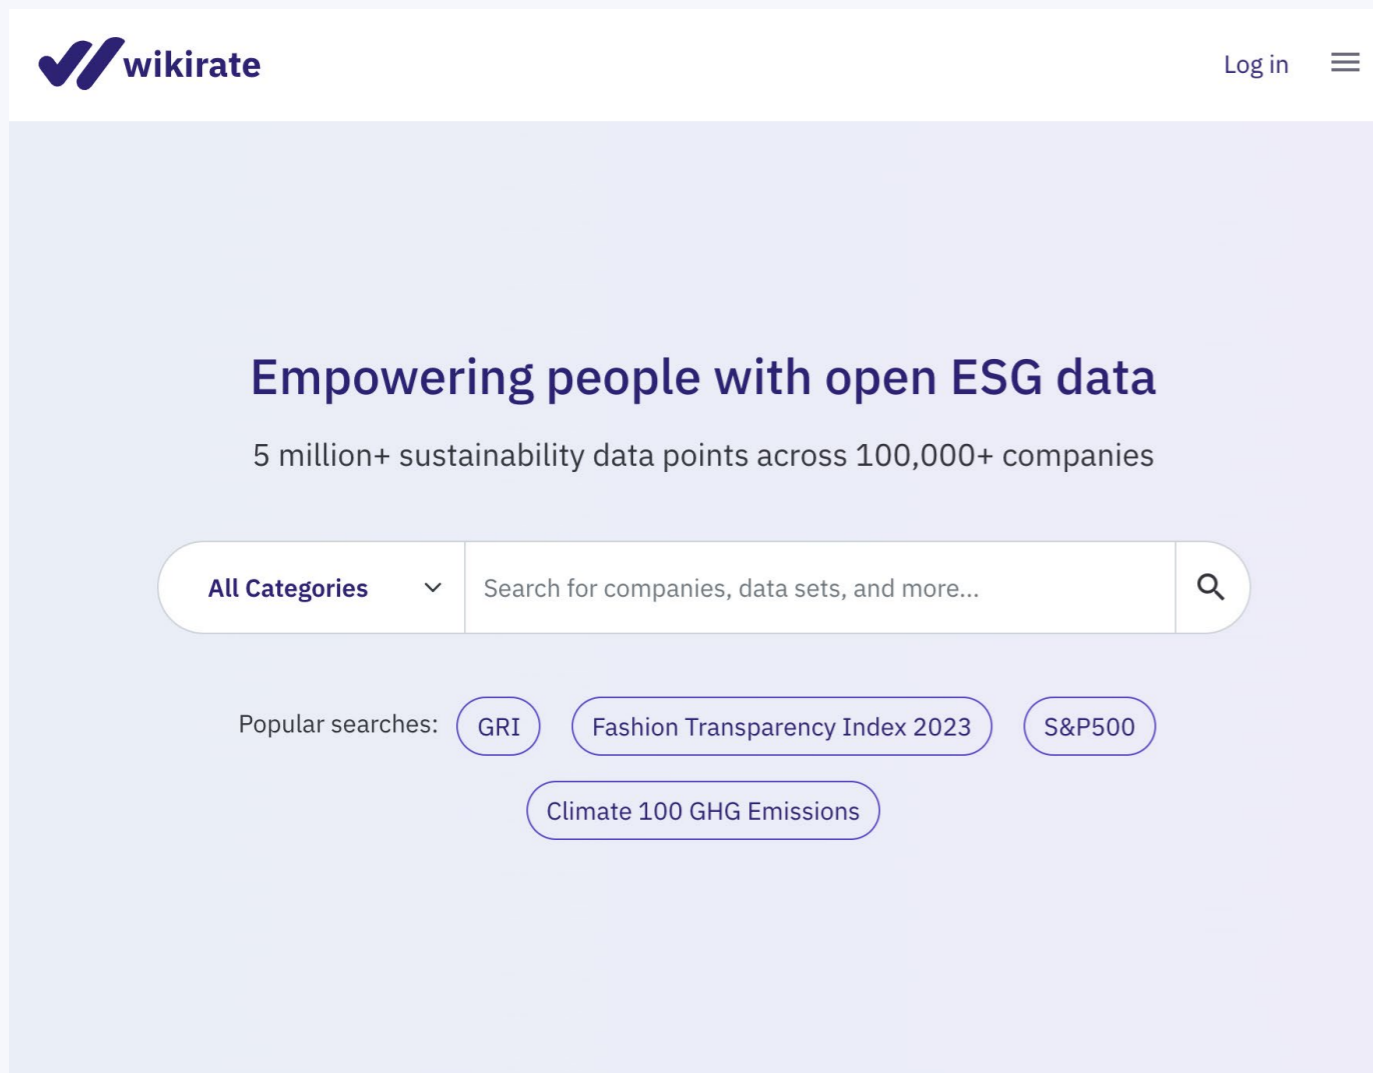 wikirate
Log in
Empowering people with open ESG data
5 million+ sustainability data points across 100,000+ companies
All Categories
Search for companies, data sets, and more...
Popular searches: GRI Fashion Transparency Index 2023 S&P500
Climate 100 GHG Emissions